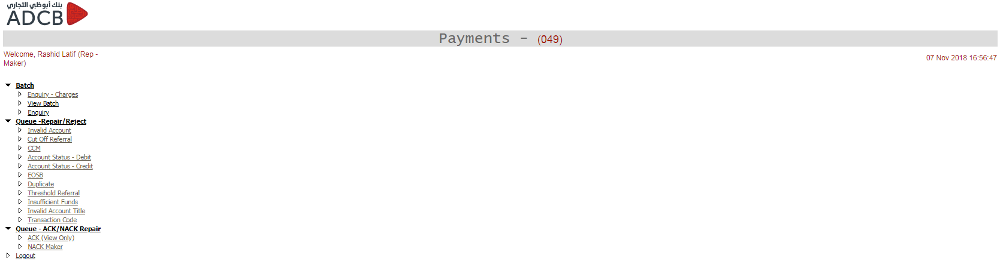 بنك أبوظبي التجاري
ADCB
Payments - (049)
Welcome, Rashid Latif (Rep -
Maker)
07 Nov 2018 16:56:47
Batch
Enquiry - Charges
View Batch
Enquiry
Queue -Repair/Reject
Invalid Account
Cut Off Referral
CCM
Account Status - Debit
Account Status - Credit
EOSB
Duplicate
Threshold Referral
Insufficient Funds
Invalid Account Title
Transaction Code
Queue - ACK/NACK Repair
ACK (View Only)
NACK Maker
Logout